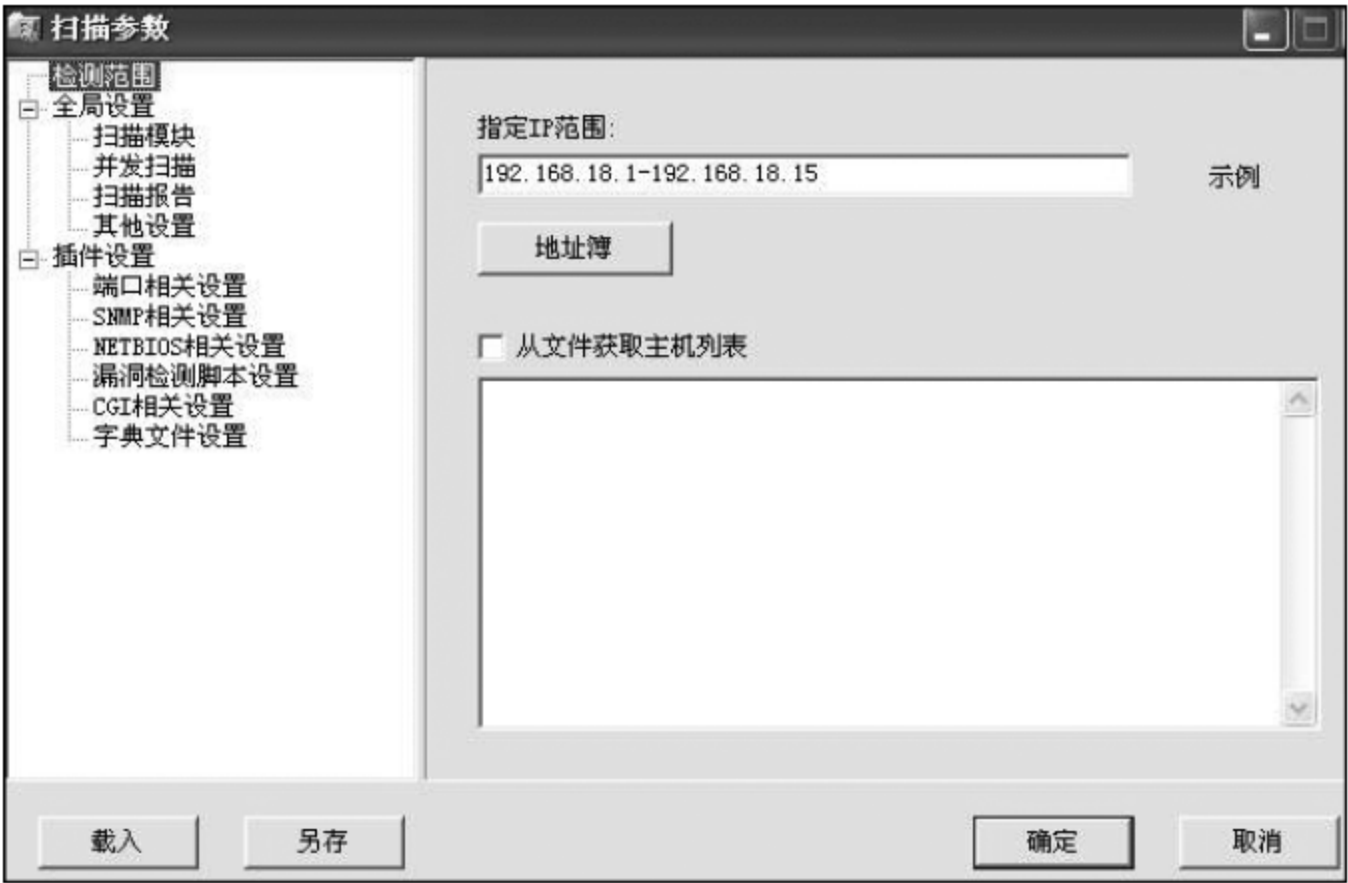 扫描参数
检测范围
全局设置
扫描模块
并发扫描
扫描报告
其他设置
插件设置
端口相关设置
SNMP相关设置
NETBIOS相关设置
漏洞检测脚本设置
CGI相关设置
字典文件设置
指定IP范围:
192.168.18.1-192.168.18.15
示例
地址簿
从文件获取主机列表
载入
另存
确定
取消